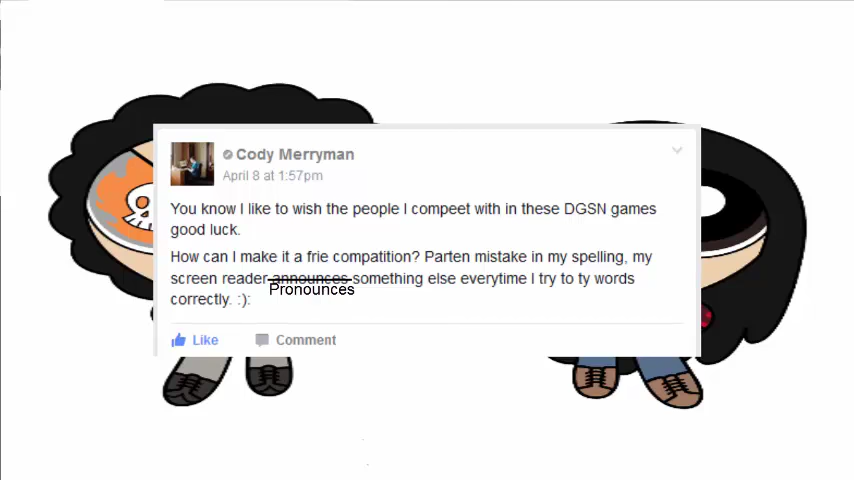 Cody Merryman
April 8 at 1:57pm
You know I like to wish the people I compeet with in these DGSN games
good luck.
How can I make it a frie compatition? Parten mistake in my spelling, my
screen reader announces something else everytime I try to ty words
Pronounces
correctly. :):
Like Comment